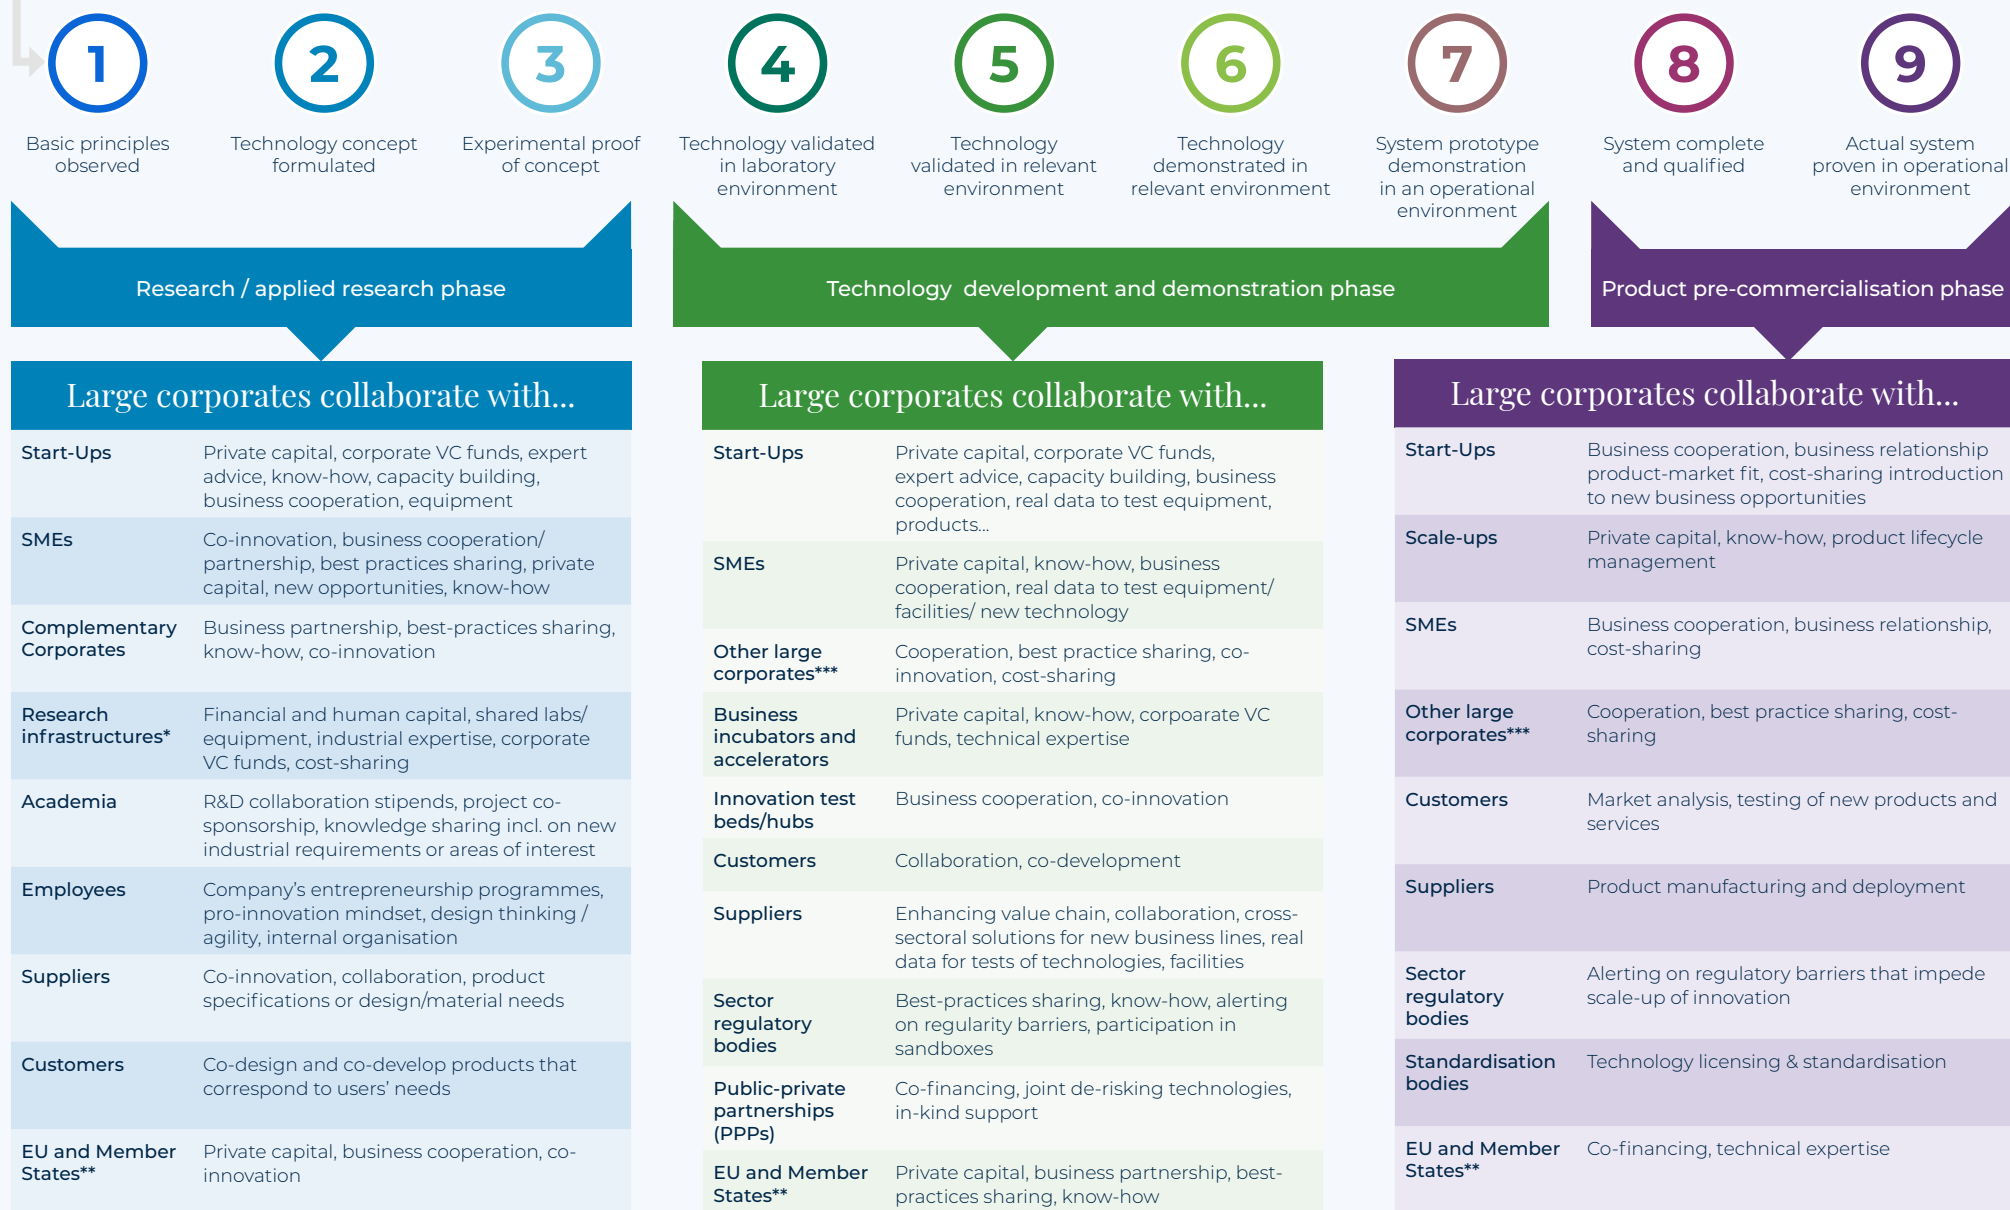 1
2
3
4
5
6
7
8
9
Basic principles
observed
Technology concept
formulated
Experimental proof
of concept
Technology validated
in laboratory
environment
Technology
validated in relevant
environment
Technology
demonstrated in
relevant environment
System prototype
demonstration
in an operational
environment
System complete
and qualified
Actual system
proven in operational
environment
Research / applied research phase
Technology development and demonstration phase
Product pre-commercialisation phase
Large corporates collaborate with...
Start-Ups
Private capital, corporate VC funds, expert
advice, know-how, capacity building,
business cooperation, equipment
SMEs
Co-innovation, business cooperation/
partnership, best practices sharing, private
capital, new opportunities, know-how
Complementary
Corporates
Business partnership, best-practices sharing,
know-how, co-innovation
Research
infrastructures*
Financial and human capital, shared labs/
equipment, industrial expertise, corporate
VC funds, cost-sharing
Academia
R&D collaboration stipends, project co-
sponsorship, knowledge sharing incl. on new
industrial requirements or areas of interest
Employees
Company’s entrepreneurship programmes,
pro-innovation mindset, design thinking /
agility, internal organisation
Suppliers
Co-innovation, collaboration, product
specifications or design/material needs
Customers
Co-design and co-develop products that
correspond to users’ needs
EU and Member
States**
Private capital, business cooperation, co-
innovation
Large corporates collaborate with...
Start-Ups
Private capital, corporate VC funds,
expert advice, capacity building, business
cooperation, real data to test equipment,
products...
SMEs
Private capital, know-how, business
cooperation, real data to test equipment/
facilities/ new technology
Other large
corporates***
Cooperation, best practice sharing, co-
innovation, cost-sharing
Business
incubators and
accelerators
Private capital, know-how, corpoarate VC
funds, technical expertise
Innovation test
beds/hubs
Business cooperation, co-innovation
Customers
Collaboration, co-development
Suppliers
Enhancing value chain, collaboration, cross-
sectoral solutions for new business lines, real
data for tests of technologies, facilities
Sector
regulatory
bodies
Best-practices sharing, know-how, alerting
on regularity barriers, participation in
sandboxes
Public-private
partnerships
(PPPs)
Co-financing, joint de-risking technologies,
in-kind support
EU and Member
States**
Private capital, business partnership, best-
practices sharing, know-how
Large corporates collaborate with...
Start-Ups
Business cooperation, business relationship
product-market fit, cost-sharing introduction
to new business opportunities
Scale-ups
Private capital, know-how, product lifecycle
management
SMEs
Business cooperation, business relationship,
cost-sharing
Other large
corporates***
Cooperation, best practice sharing, cost-
sharing
Customers
Market analysis, testing of new products and
services
Suppliers
Product manufacturing and deployment
Sector
regulatory
bodies
Alerting on regulatory barriers that impede
scale-up of innovation
Standardisation
bodies
Technology licensing & standardisation
EU and Member
States**
Co-financing, technical expertise